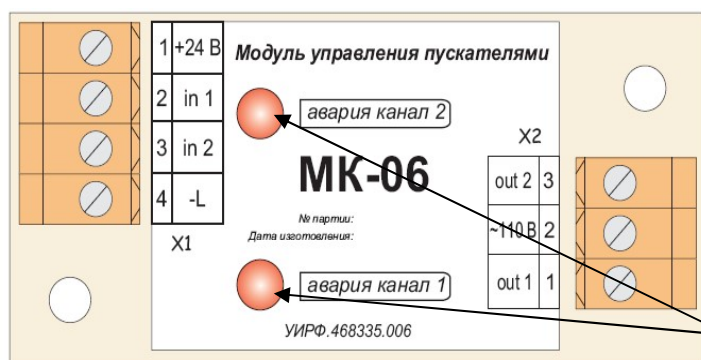 Модуль управления пускателями
1 +24 В
2 in 1
3 in 2
4 -L
X1
авария канал 2
МК-06
№ партии:
Дата изготовления:
авария канал 1
УИРФ.468335.006
X2
out 2 3
~110 В 2
out 1 1